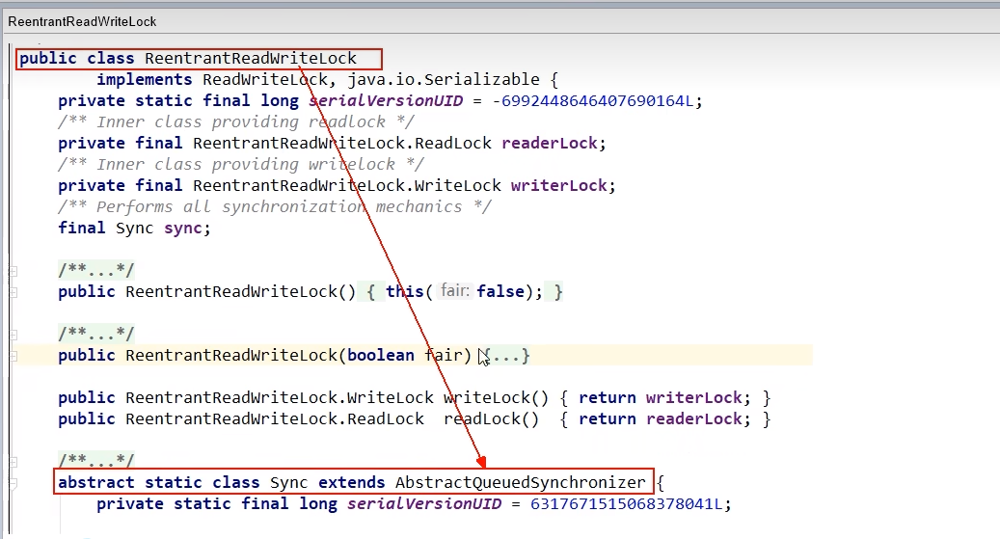 ReentrantReadWriteLock
public class ReentrantReadWriteLock
implements ReadWriteLock, java.io.Serializable {
private static final long serialVersionUID = -6992448646407690164L;
/** Inner class providing readlock */
private final ReentrantReadWriteLock.ReadLock readerLock;
/** Inner class providing writelock */
private final ReentrantReadWriteLock.WriteLock writerLock;
/** Performs all synchronization mechanics */
final Sync sync;
/**...*/
public ReentrantReadWriteLock() { this( fair: false); }
/**...*/
public ReentrantReadWriteLock(boolean fair) {...}
public ReentrantReadWriteLock.WriteLock writeLock() { return writerLock; }
public ReentrantReadWriteLock.ReadLock  readLock()  { return readerLock; }
/**...*/
abstract static class Sync extends AbstractQueuedSynchronizer {
private static final long serialVersionUID = 6317671515068378041L;